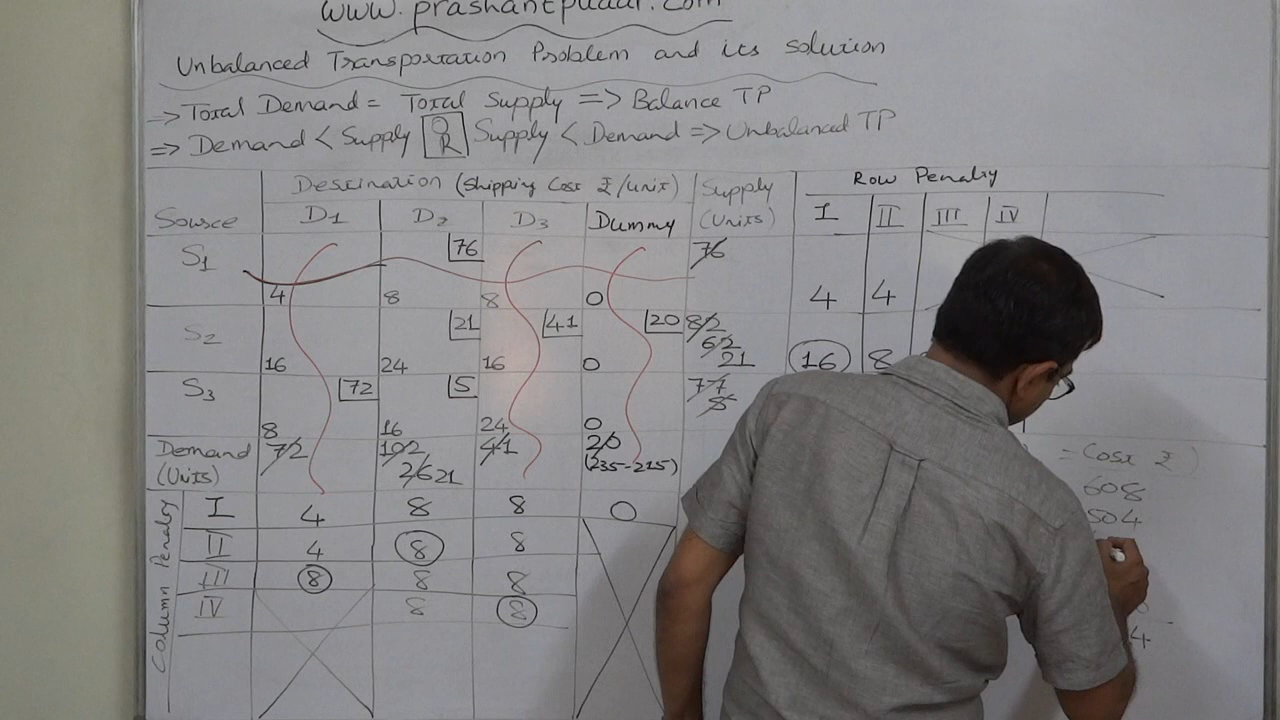 www.prashantpuaar.com
Unbalanced Transportation Problem and its solution
=> Total Demand = Total Supply => Balance TP
=> Demand < Supply OR Supply < Demand => Unbalanced TP
Destination (Shipping Cost ₹/unit) Supply (Units) Row Penalty
Source D1 D2 D3 Dummy I II III IV
S1 76 76
4 8 8 0 4 4
S2 21 41 20 82
62
16 24 16 0 21 16 8
S3 72 5 77
8
8 16 24 0
Demand (Units) 72 102 41 20
26 21 (235-215)
Column Penalty
I 4 8 8 0
II 4 8 8
III 8 8 8
IV 8 8
= Cost ₹)
608
504